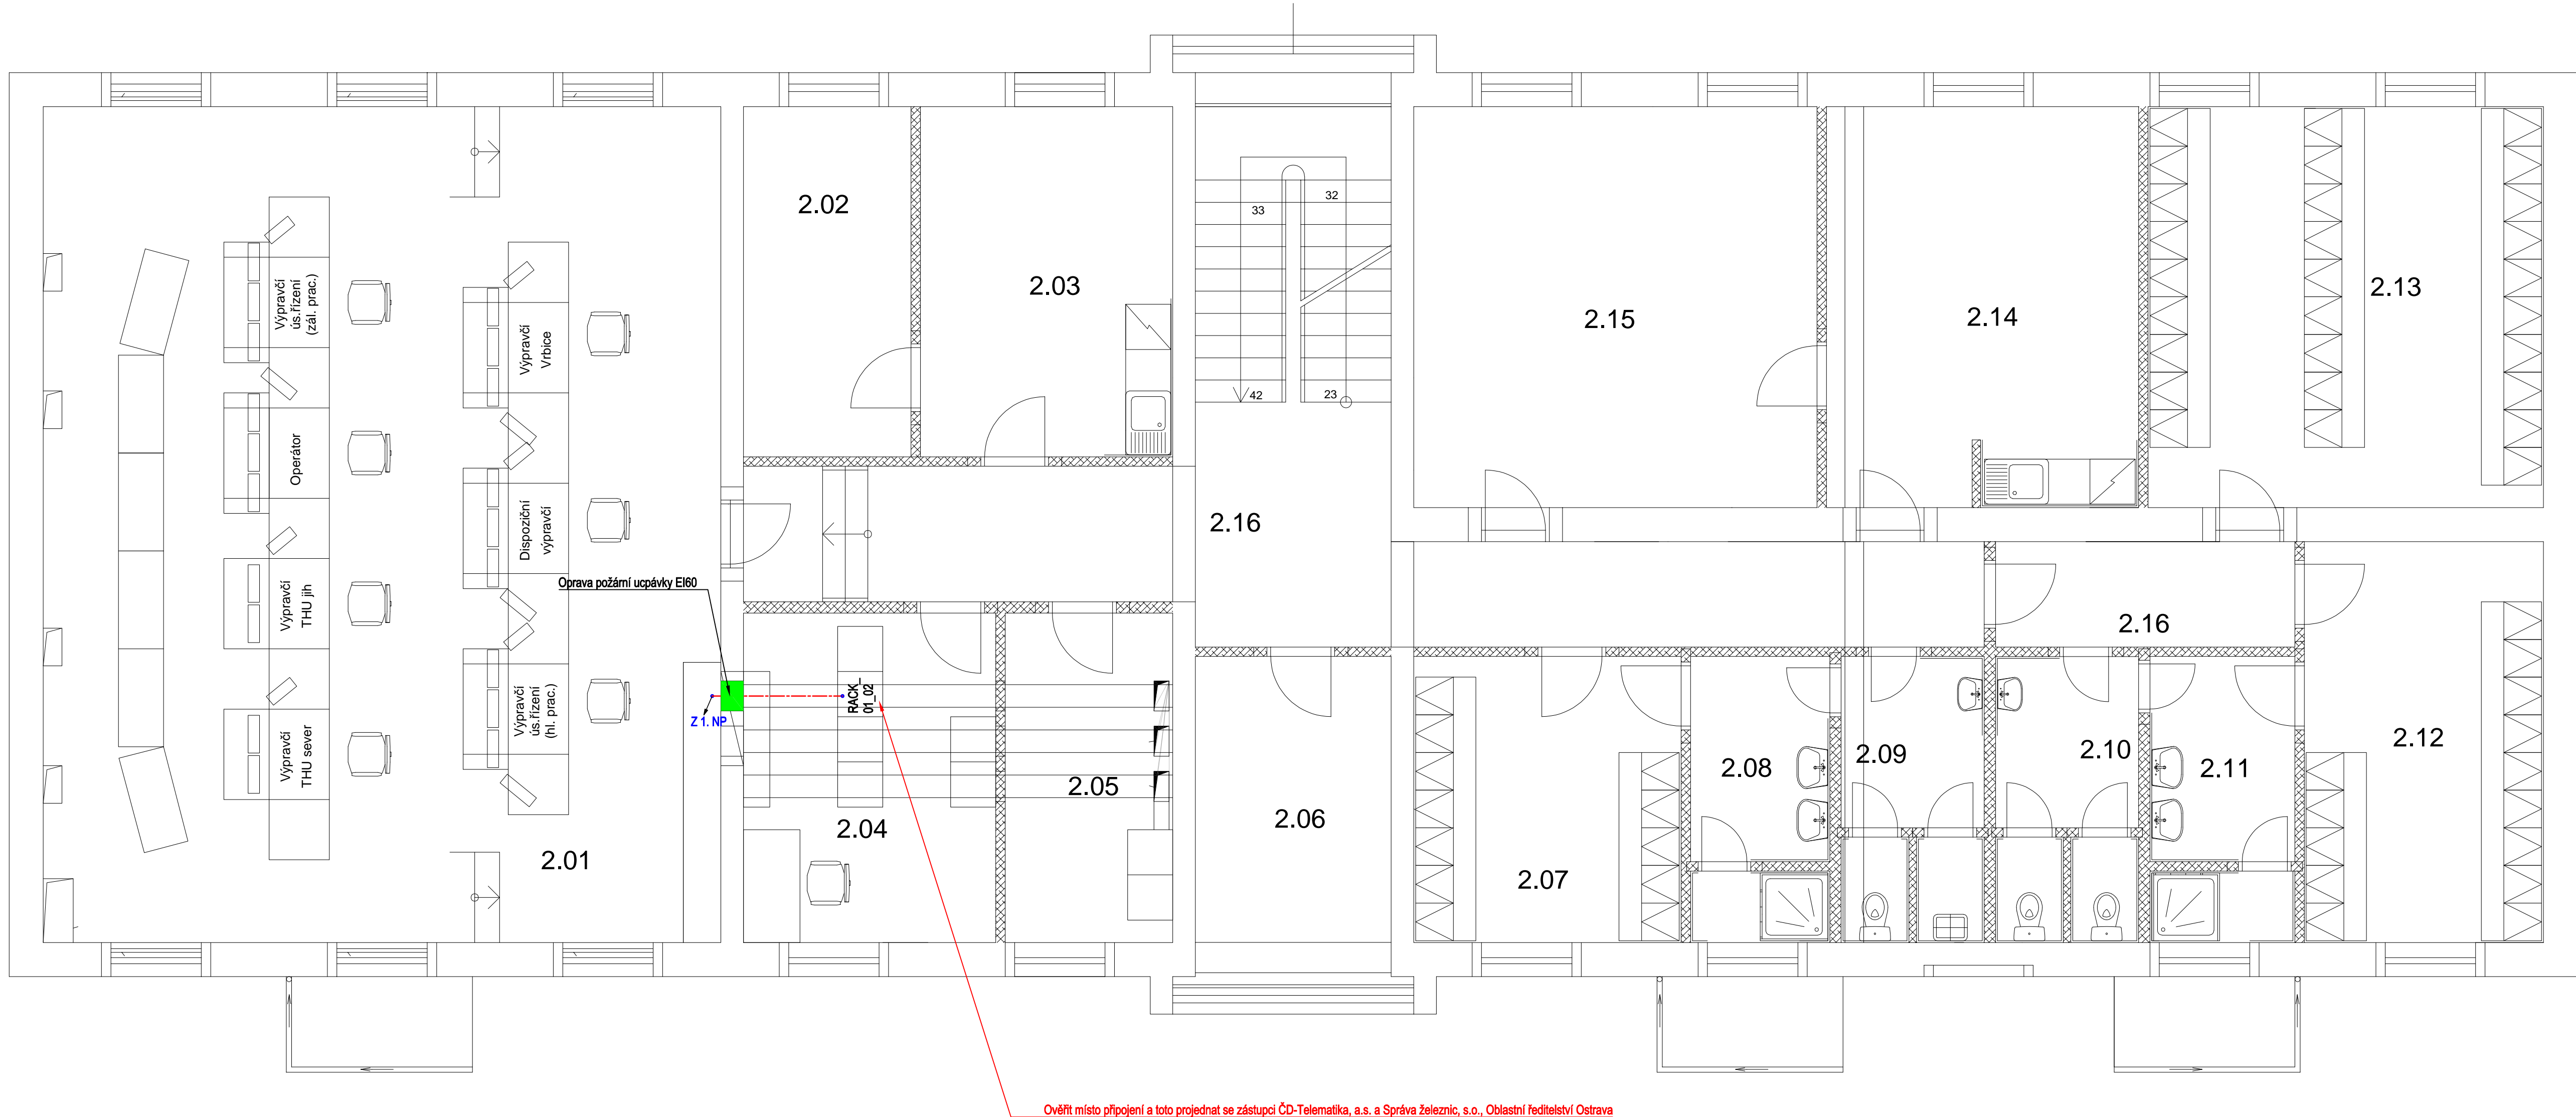 2.02
2.03
33
32
42
23
2.15
2.14
2.13
Výpravčí
ús.řízení
(zál. prac.)
Výpravčí
Vrbice
Operátor
Dispoziční
výpravčí
2.16
Oprava požární ucpávky EI60
Výpravčí
THU jih
2.16
Výpravčí
ús.řízení
(hl. prac.)
Z 1. NP
RACK_
01_02
Výpravčí
THU sever
2.05
2.08
2.09
2.10
2.11
2.12
2.04
2.06
2.01
2.07
Ověřit místo připojení a toto projednat se zástupci ČD-Telematika, a.s. a Správa železnic, s.o., Oblastní ředitelství Ostrava